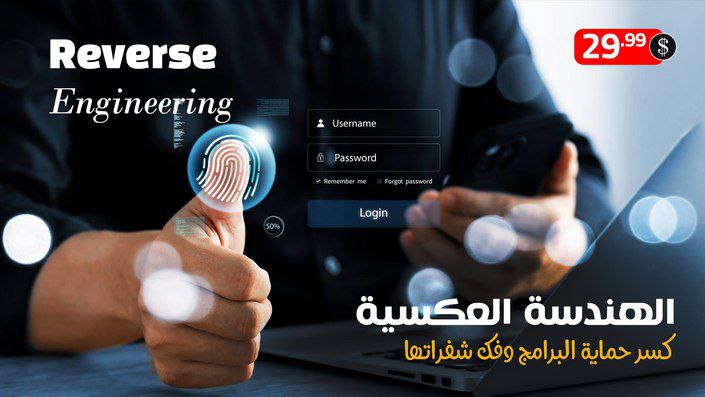 Reverse
Engineering
29.99 $
Username
Password
Remember me Forgot password
Login
50%
الهندسة العكسية
كسر حماية البرامج وفك شفراتها